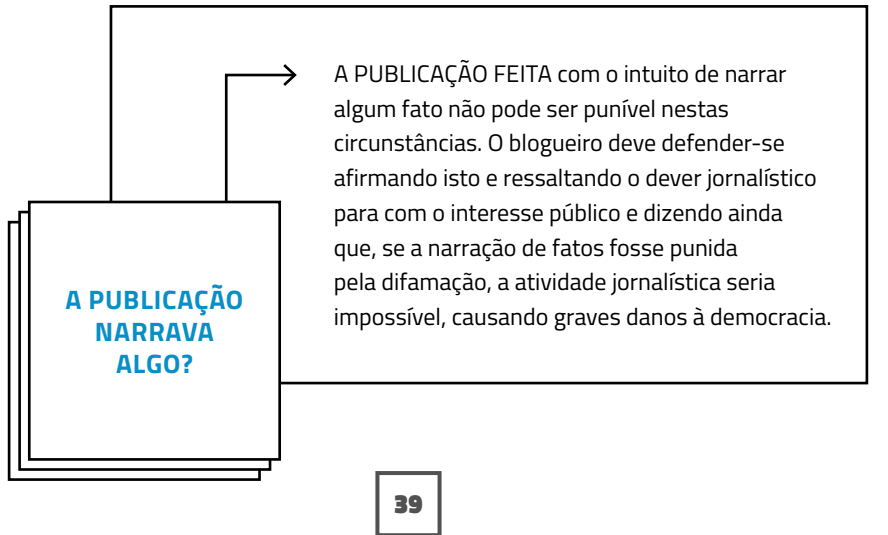 A PUBLICAÇÃO FEITA com o intuito de narrar
algum fato não pode ser punível nestas
circunstâncias. O blogueiro deve defender-se
afirmando isto e ressaltando o dever jornalístico
para com o interesse público e dizendo ainda
que, se a narração de fatos fosse punida
pela difamação, a atividade jornalística seria
impossível, causando graves danos à democracia.
A PUBLICAÇÃO
NARRAVA
ALGO?
39